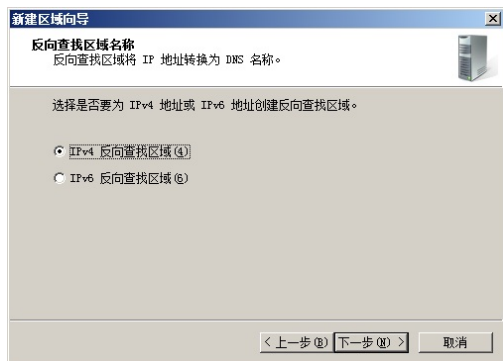 新建区域向导
反向查找区域名称
反向查找区域将 IP 地址转换为 DNS 名称。
选择是否要为 IPv4 地址或 IPv6 地址创建反向查找区域。
IPv4 反向查找区域(4)
IPv6 反向查找区域(6)
< 上一步(B) 下一步(N) > 取消